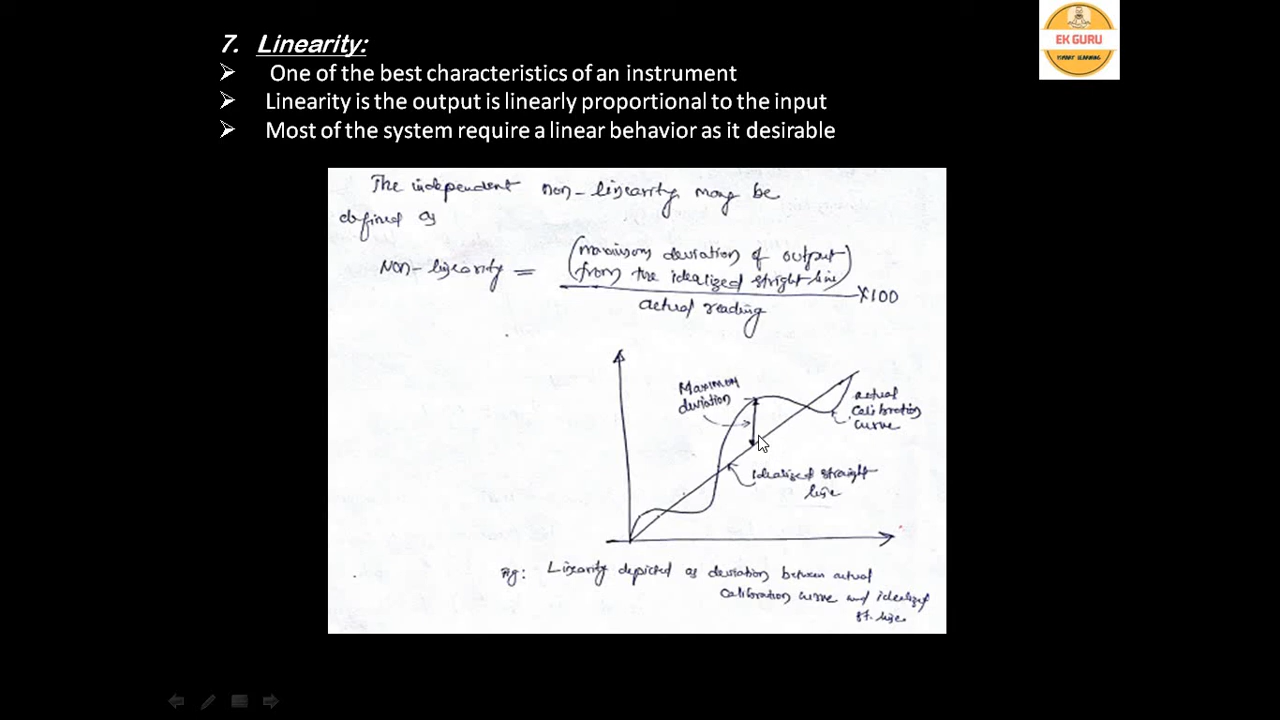 7. Linearity:
EK GURU
➢ One of the best characteristics of an instrument
➢ Linearity is the output is linearly proportional to the input
➢ Most of the system require a linear behavior as it desirable
The independent non-linearity may be
defined as
Non-linearity =
(maximum deviation of output
from the idealized stright line)
×100
actual reading
Maximum
deviation
actual
calibration
curve
idealized straight
line
Fig: Linearity depicted as deviation between actual
calibration curve and idealized
st. line